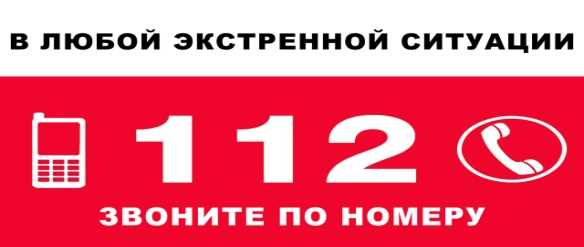 В ЛЮБОЙ ЭКСТРЕННОЙ СИТУАЦИИ
112
ЗВОНИТЕ ПО НОМЕРУ